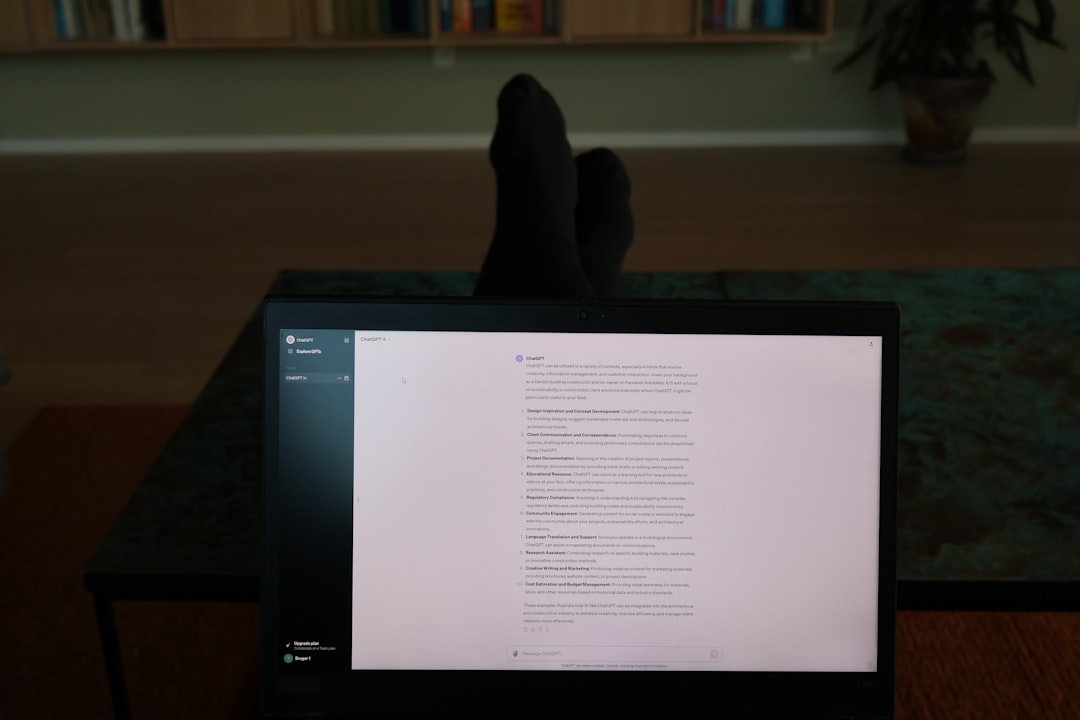 ChatGPT
Explore GPTs
ChatGPT
Upgrade plan
ChatGPT 4
ChatGPT
ChatGPT can be utilized in a variety of contexts, especially in fields that involve
creativity, information management, and customer interaction. Given your background
as a Danish building constructor and co-owner of A/S with a focus
on sustainability in construction, here are some examples where ChatGPT might be
particularly useful in your field:
1. Design Inspiration and Concept Development: ChatGPT can help brainstorm ideas
for building designs, suggest sustainable materials and technologies, and discuss
architectural trends.
2. Client Communication and Correspondence: Automating responses to common
queries, drafting emails, and providing preliminary consultations can be streamlined
using ChatGPT.
3. Project Documentation: Assisting in the creation of project reports, presentations,
and design documentation by providing initial drafts or editing existing content.
4. Educational Resource: ChatGPT can serve as a learning tool for new architects or
interns at your firm, offering information on various architectural styles, sustainability
practices, and construction techniques.
5. Regulatory Compliance: Assisting in understanding and navigating the complex
regulatory landscape, including building codes and sustainability requirements.
6. Community Engagement: Generating content for social media or websites to engage
with the community about your projects, sustainability efforts, and architectural
innovations.
7. Language Translation and Support: Since you operate in a multilingual environment,
ChatGPT can assist in translating documents or communications.
8. Research Assistant: Conducting research on specific building materials, case studies,
or innovative construction methods.
9. Creative Writing and Marketing: Producing creative content for marketing materials,
including brochures, website content, or project descriptions.
10. Cost Estimation and Budget Management: Providing initial estimates for materials,
labor, and other resources based on historical data and industry standards.
These examples illustrate how AI like ChatGPT can be integrated into the architectural
and construction industry to enhance creativity, improve efficiency, and manage client
relations more effectively.
Message ChatGPT...
ChatGPT can make mistakes. Consider checking important information.